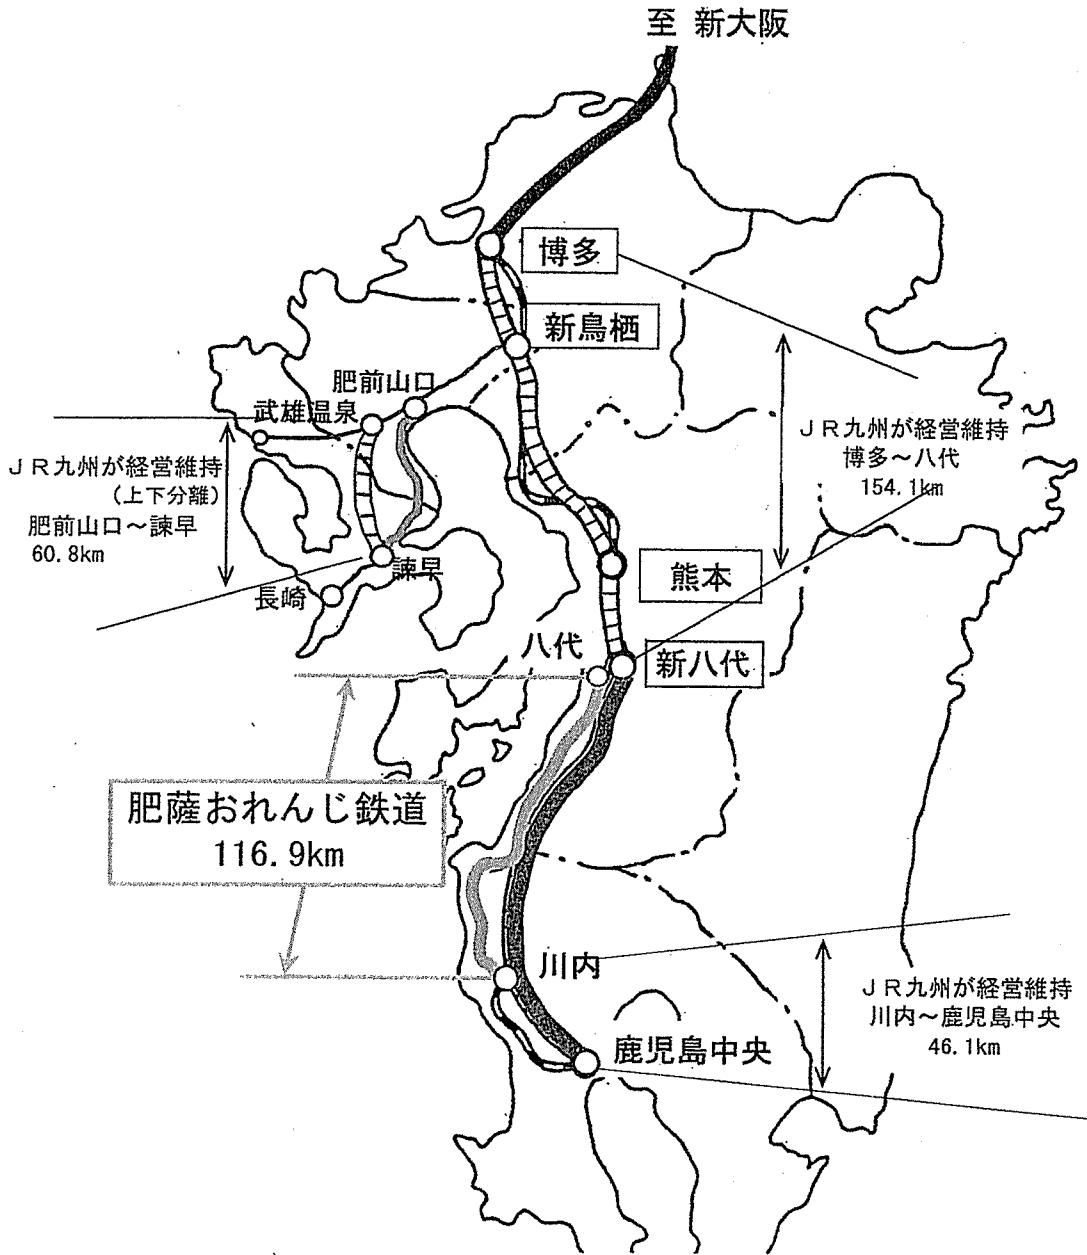 至 新大阪
博多
新鳥栖
肥前山口
武雄温泉
ＪＲ九州が経営維持
（上下分離）
肥前山口～諫早
60.8km
諫早
長崎
ＪＲ九州が経営維持
博多～八代
154.1km
熊本
八代
新八代
肥薩おれんじ鉄道
116.9km
川内
ＪＲ九州が経営維持
川内～鹿児島中央
46.1km
鹿児島中央